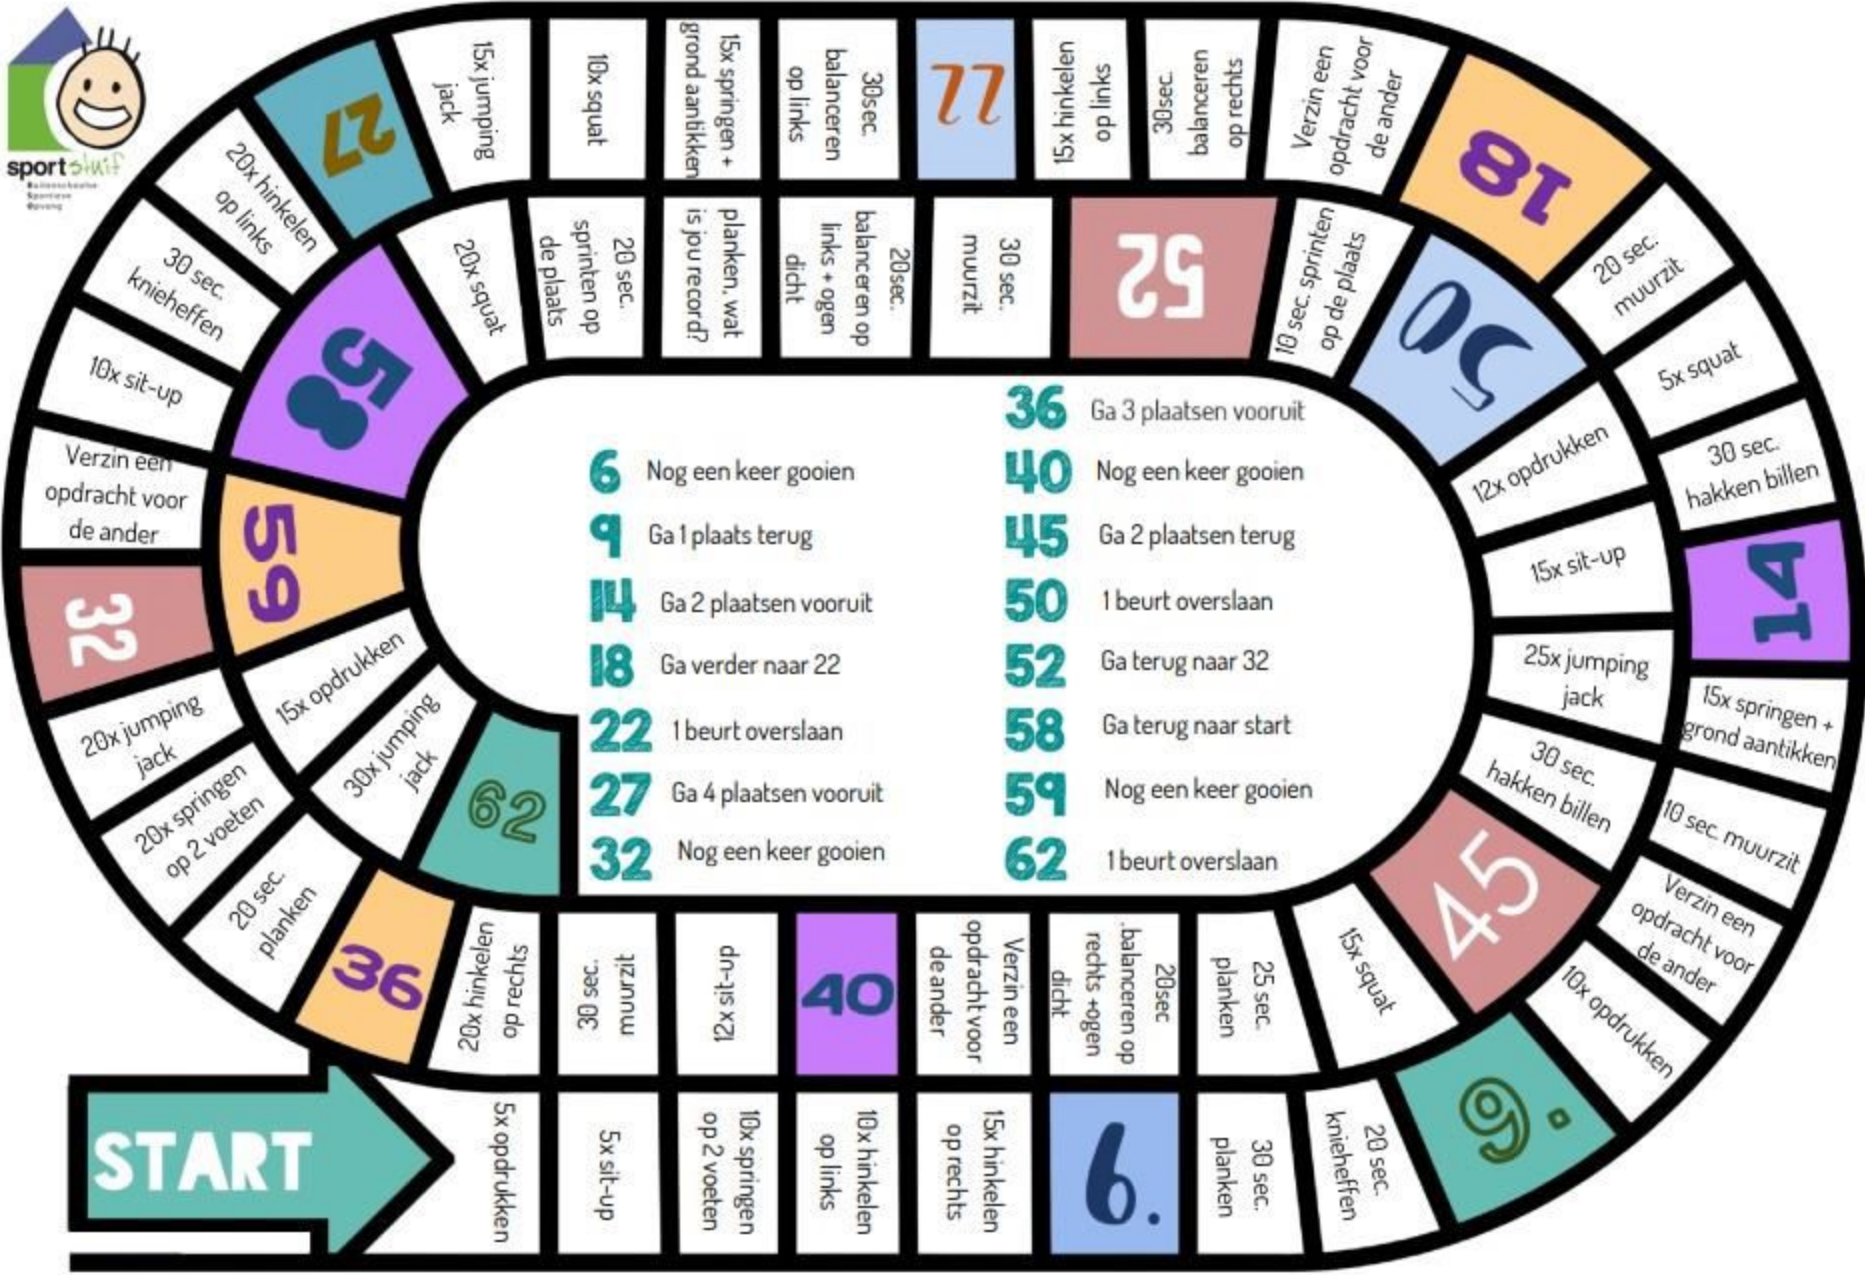 sportstuif
Buitenschoolse
Sportieve
Opvang
START
5x opdrukken
5x sit-up
10x springen
op 2 voeten
10x hinkelen
op links
15x hinkelen
op rechts
6.
30 sec.
planken
20 sec.
knieheffen
9.
10x opdrukken
Verzin een
opdracht voor
de ander
10 sec. muurzit
15x springen +
grond aantikken
14
30 sec.
hakken billen
5x squat
20 sec.
muurzit
18
Verzin een
opdracht voor
de ander
30sec.
balanceren
op rechts
15x hinkelen
op links
22
30sec.
balanceren
op links
15x springen +
grond aantikken
10x squat
15x jumping
jack
27
20x hinkelen
op links
30 sec.
knieheffen
10x sit-up
Verzin een
opdracht voor
de ander
32
20x jumping
jack
20x springen
op 2 voeten
20 sec.
planken
36
20x hinkelen
op rechts
30 sec.
muurzit
12x sit-up
40
Verzin een
opdracht voor
de ander
20sec
.balanceren op
rechts +ogen
dicht
25 sec.
planken
15x squat
45
30 sec.
hakken billen
25x jumping
jack
15x sit-up
12x opdrukken
50
10 sec. sprinten
op de plaats
52
30 sec.
muurzit
20sec.
balanceren op
links + ogen
dicht
planken, wat
is jou record?
20 sec.
sprinten op
de plaats
20x squat
58
59
15x opdrukken
30x jumping
jack
62
6 Nog een keer gooien
9 Ga 1 plaats terug
14 Ga 2 plaatsen vooruit
18 Ga verder naar 22
22 1 beurt overslaan
27 Ga 4 plaatsen vooruit
32 Nog een keer gooien
36 Ga 3 plaatsen vooruit
40 Nog een keer gooien
45 Ga 2 plaatsen terug
50 1 beurt overslaan
52 Ga terug naar 32
58 Ga terug naar start
59 Nog een keer gooien
62 1 beurt overslaan